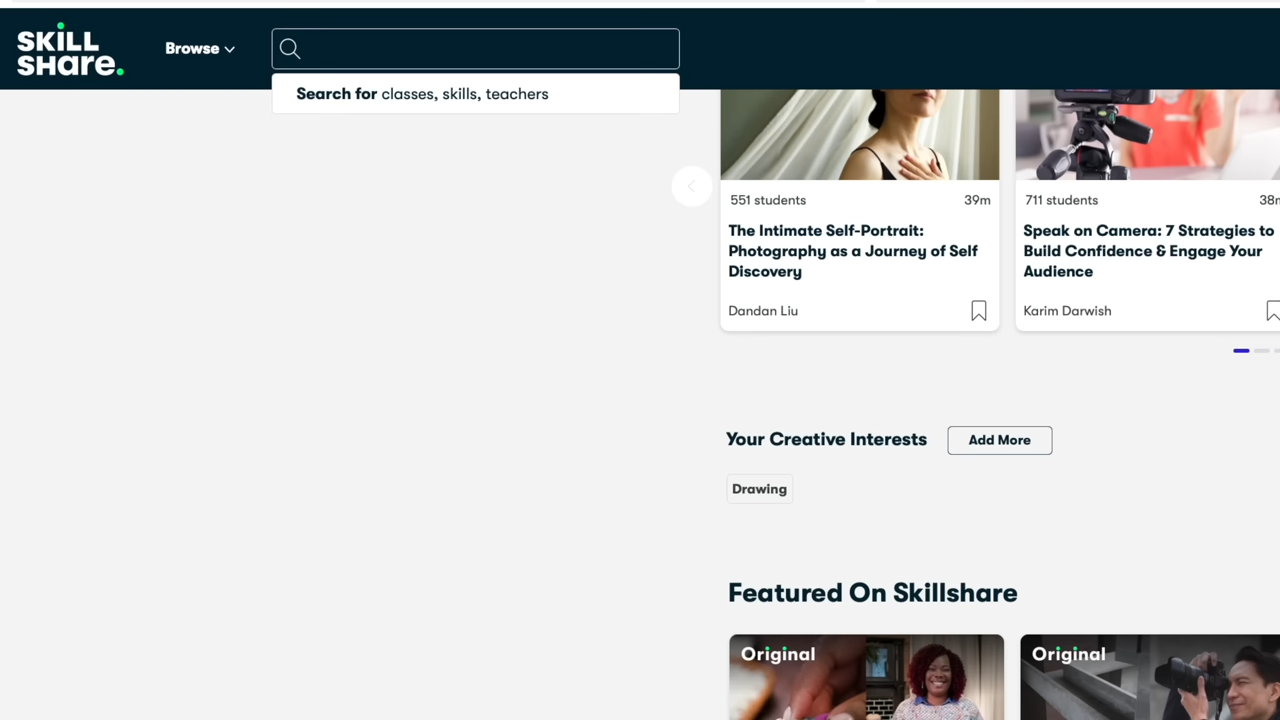 SKILL
SHare.
Browse
Search for classes, skills, teachers
551 students
39m
The Intimate Self-Portrait:
Photography as a Journey of Self
Discovery
Dandan Liu
711 students
38m
Speak on Camera: 7 Strategies to
Build Confidence & Engage Your
Audience
Karim Darwish
Your Creative Interests
Add More
Drawing
Featured On Skillshare
Original
Original